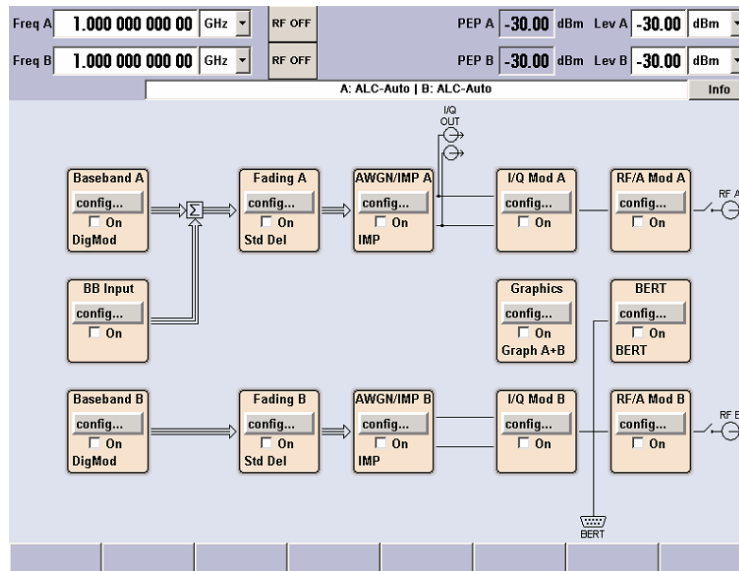 Freq A 1.000 000 000 00 GHz RF OFF PEP A -30.00 dBm Lev A -30.00 dBm
Freq B 1.000 000 000 00 GHz RF OFF PEP B -30.00 dBm Lev B -30.00 dBm
A: ALC-Auto | B: ALC-Auto Info
I/Q
OUT
Baseband A Fading A AWGN/IMP A I/Q Mod A RF/A Mod A
config... config... config... config... config... RF A
On Σ On On On On
DigMod Std Del IMP
BB Input Graphics BERT
config... config... config...
On On On
Graph A+B BERT
Baseband B Fading B AWGN/IMP B I/Q Mod B RF/A Mod B
config... config... config... config... config... RF B
On On On On On
DigMod Std Del IMP
BERT